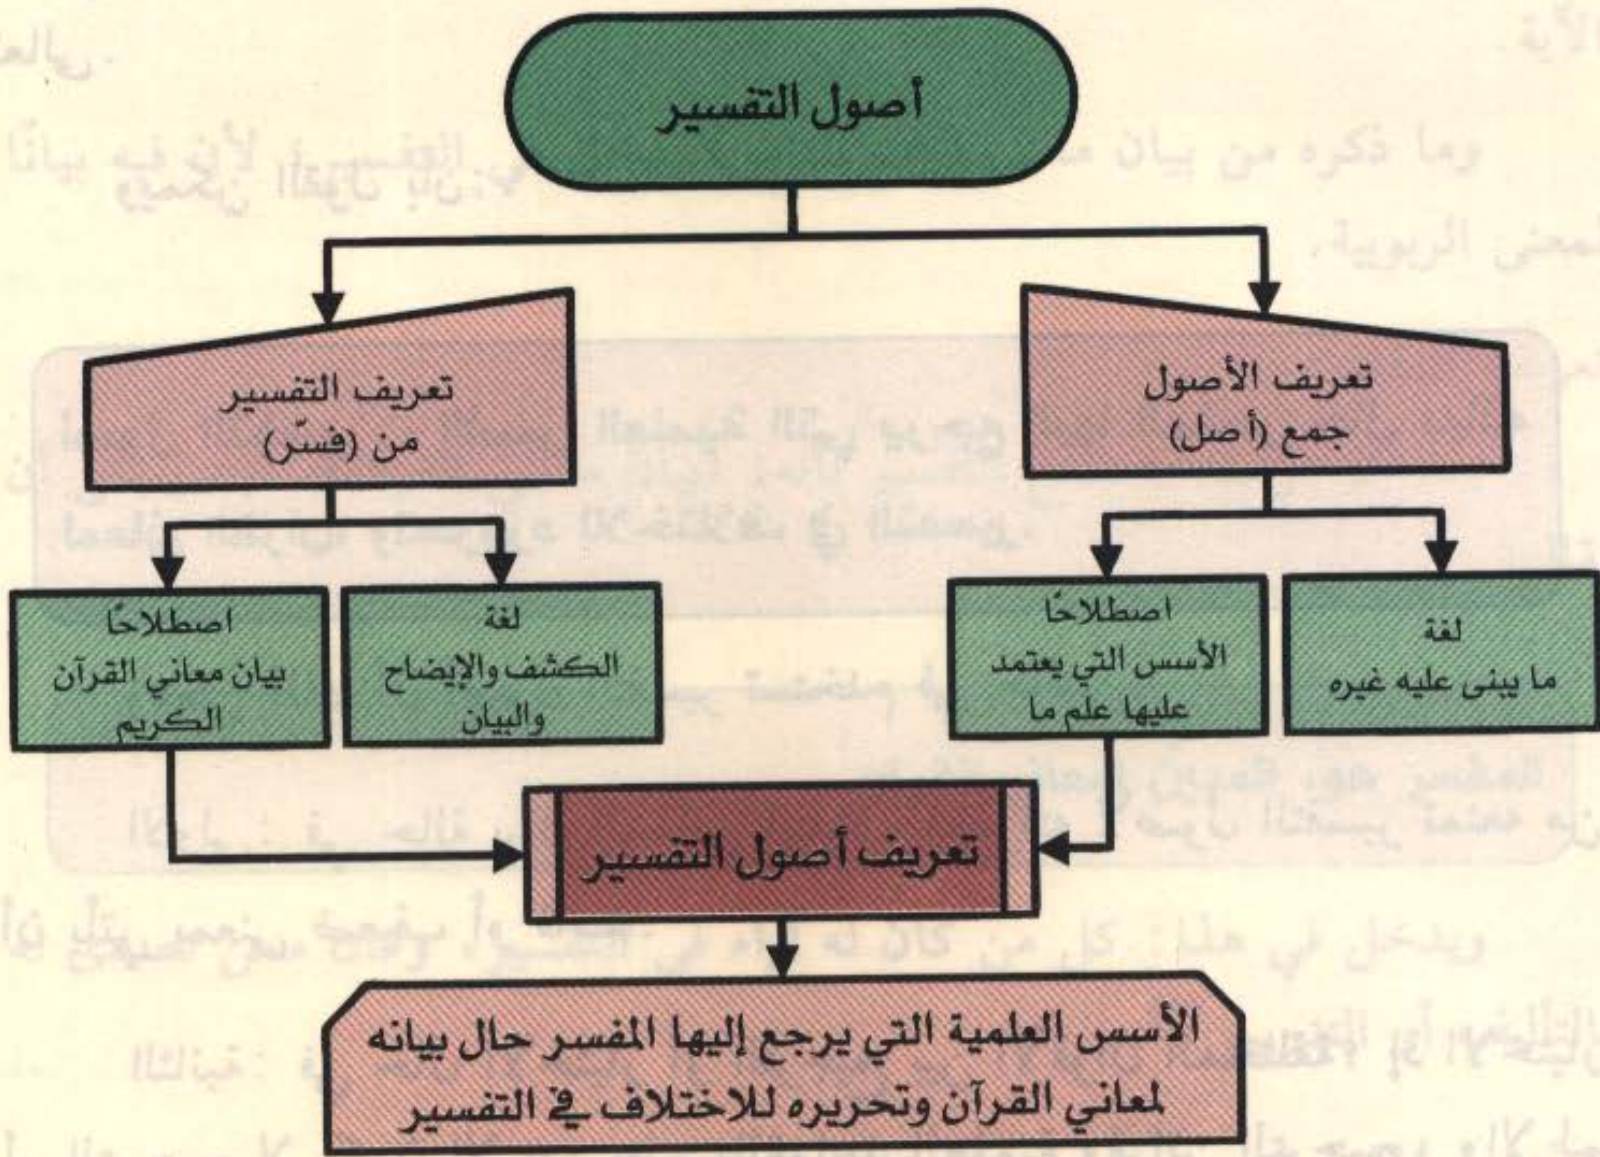 أصول التفسير
تعريف الأصول
جمع (أصل)
تعريف التفسير
من (فسّر)
لغة
ما يبنى عليه غيره
اصطلاحًا
الأسس التي يعتمد
عليها علم ما
لغة
الكشف والإيضاح
والبيان
اصطلاحًا
بيان معاني القرآن
الكريم
تعريف أصول التفسير
الأسس العلمية التي يرجع إليها المفسر حال بيانه
لمعاني القرآن وتحريره للاختلاف في التفسير